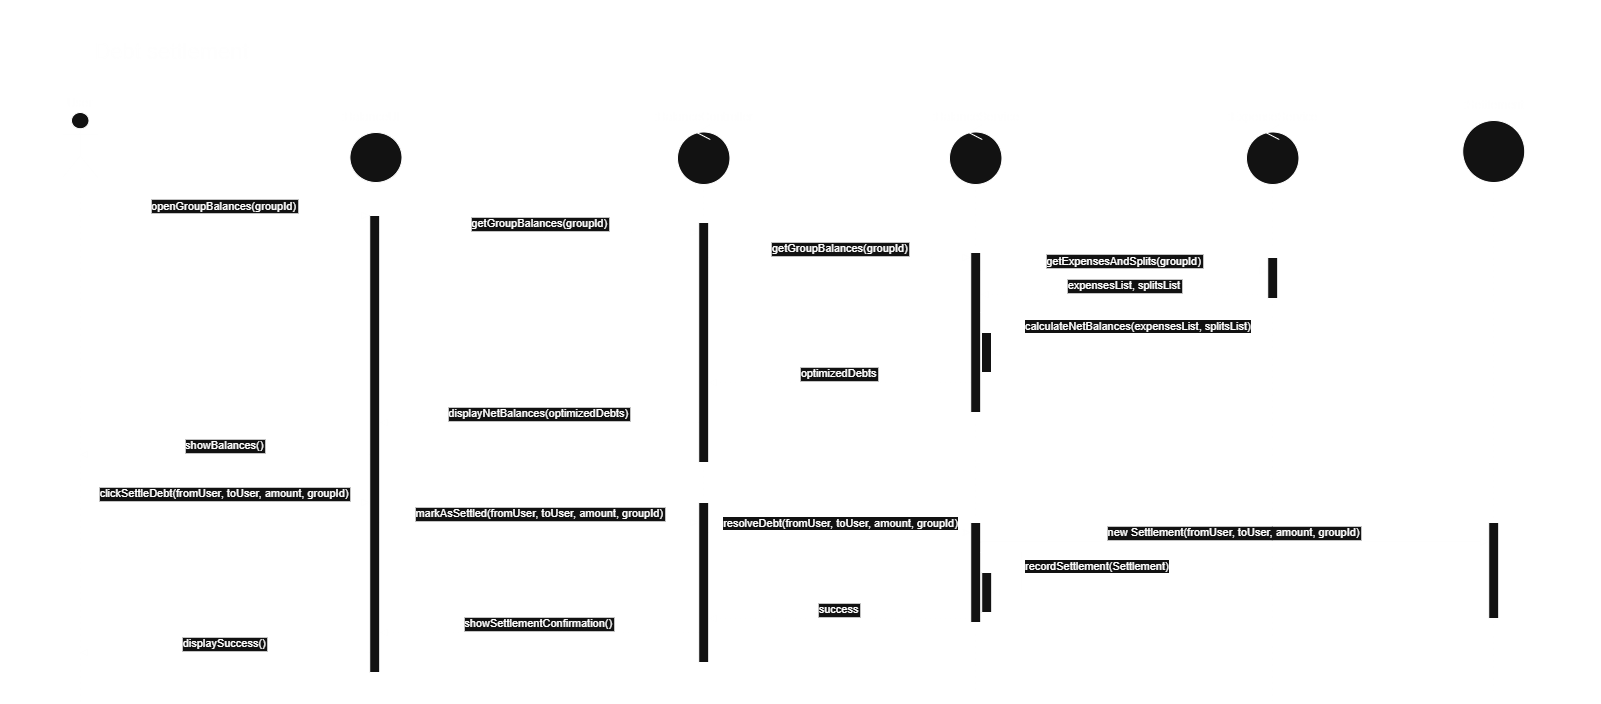 openGroupBalances(groupId)
getGroupBalances(groupId)
getGroupBalances(groupId)
getExpensesAndSplits(groupId)
expensesList, splitsList
calculateNetBalances(expensesList, splitsList)
optimizedDebts
displayNetBalances(optimizedDebts)
showBalances()
clickSettleDebt(fromUser, toUser, amount, groupId)
markAsSettled(fromUser, toUser, amount, groupId)
resolveDebt(fromUser, toUser, amount, groupId)
new Settlement(fromUser, toUser, amount, groupId)
recordSettlement(Settlement)
success
showSettlementConfirmation()
displaySuccess()